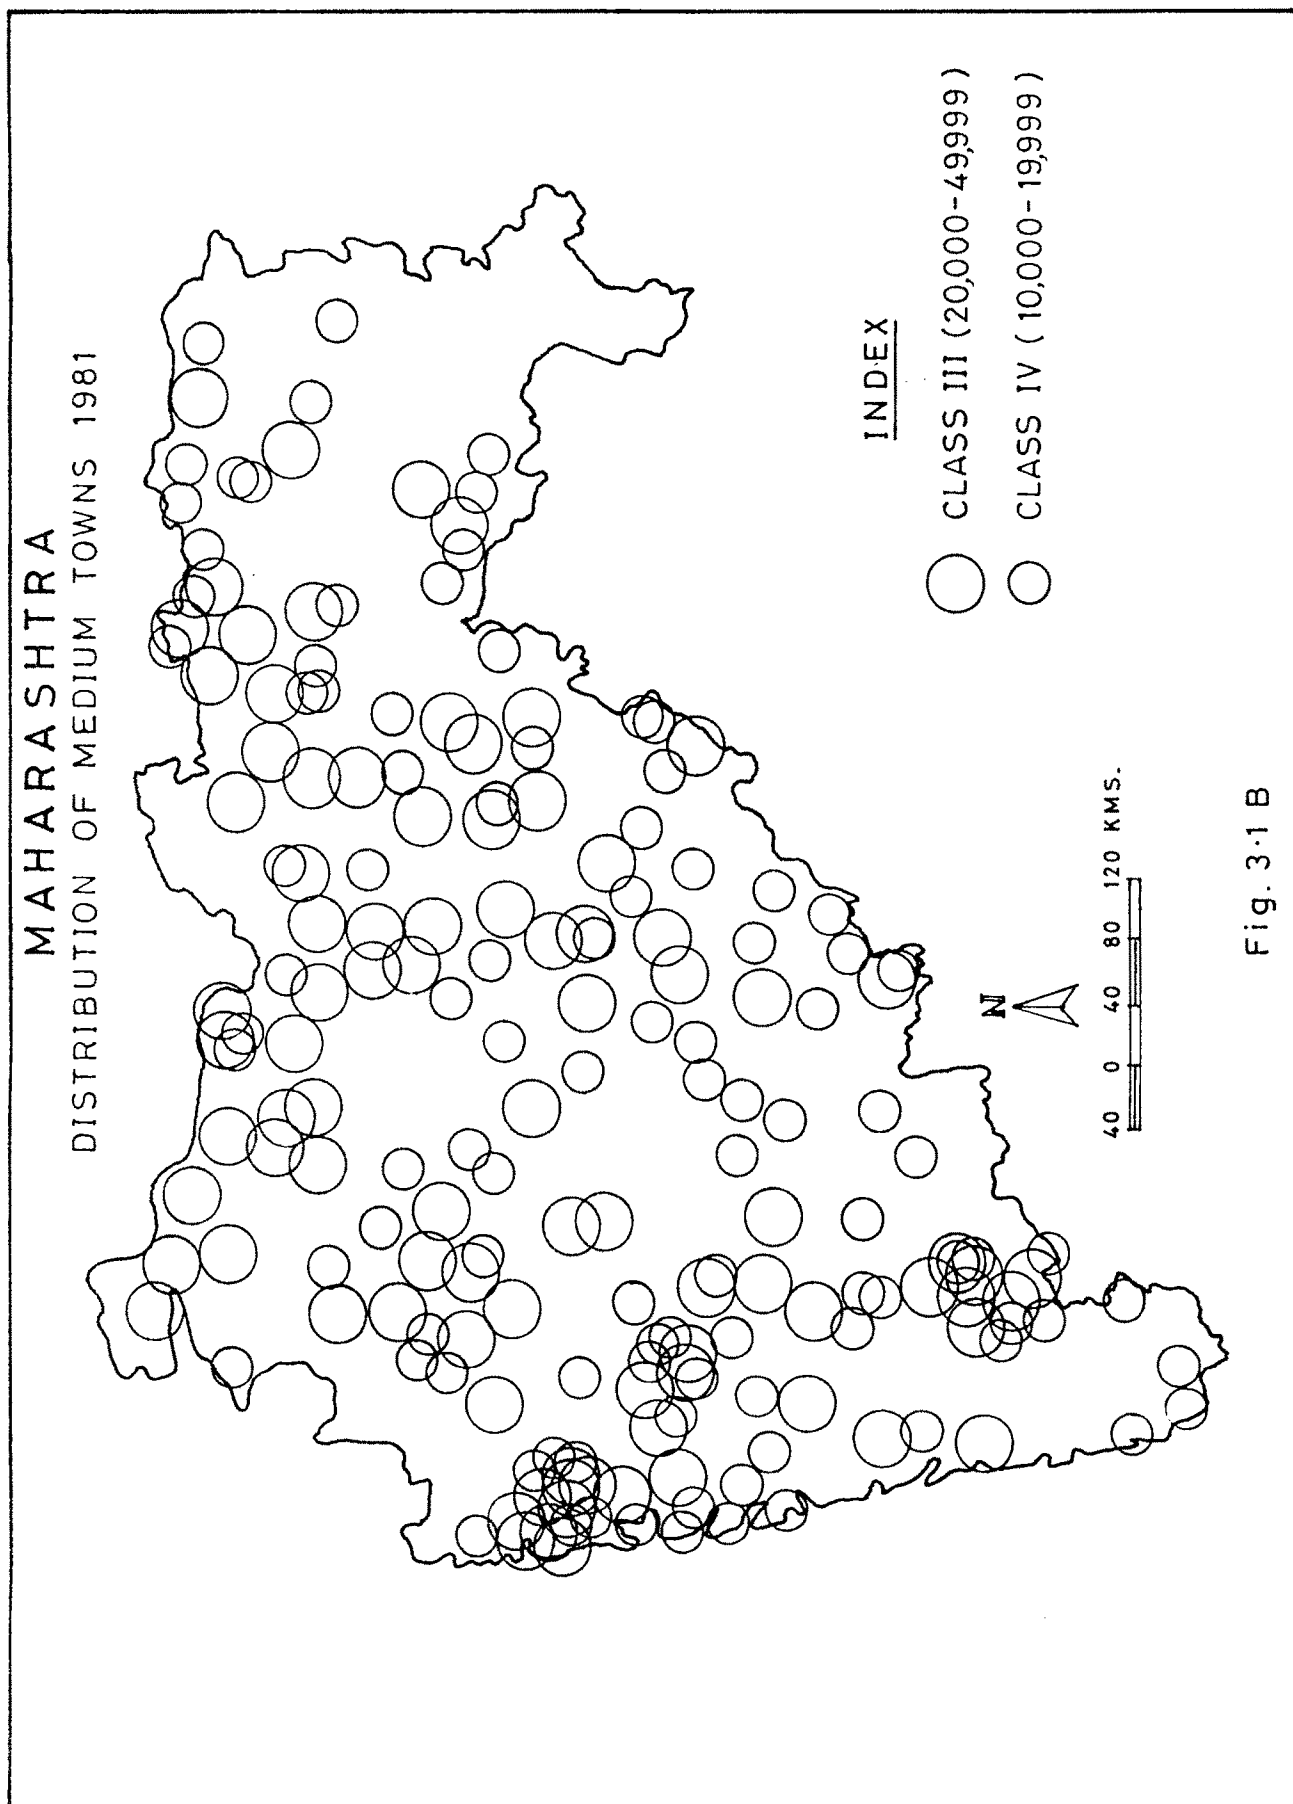 MAHARASHTRA
DISTRIBUTION OF MEDIUM TOWNS 1981
INDEX
CLASS III (20,000-49,999)
CLASS IV (10,000-19,999)
N
40 0 40 80 120 KMS.
Fig. 3·1 B